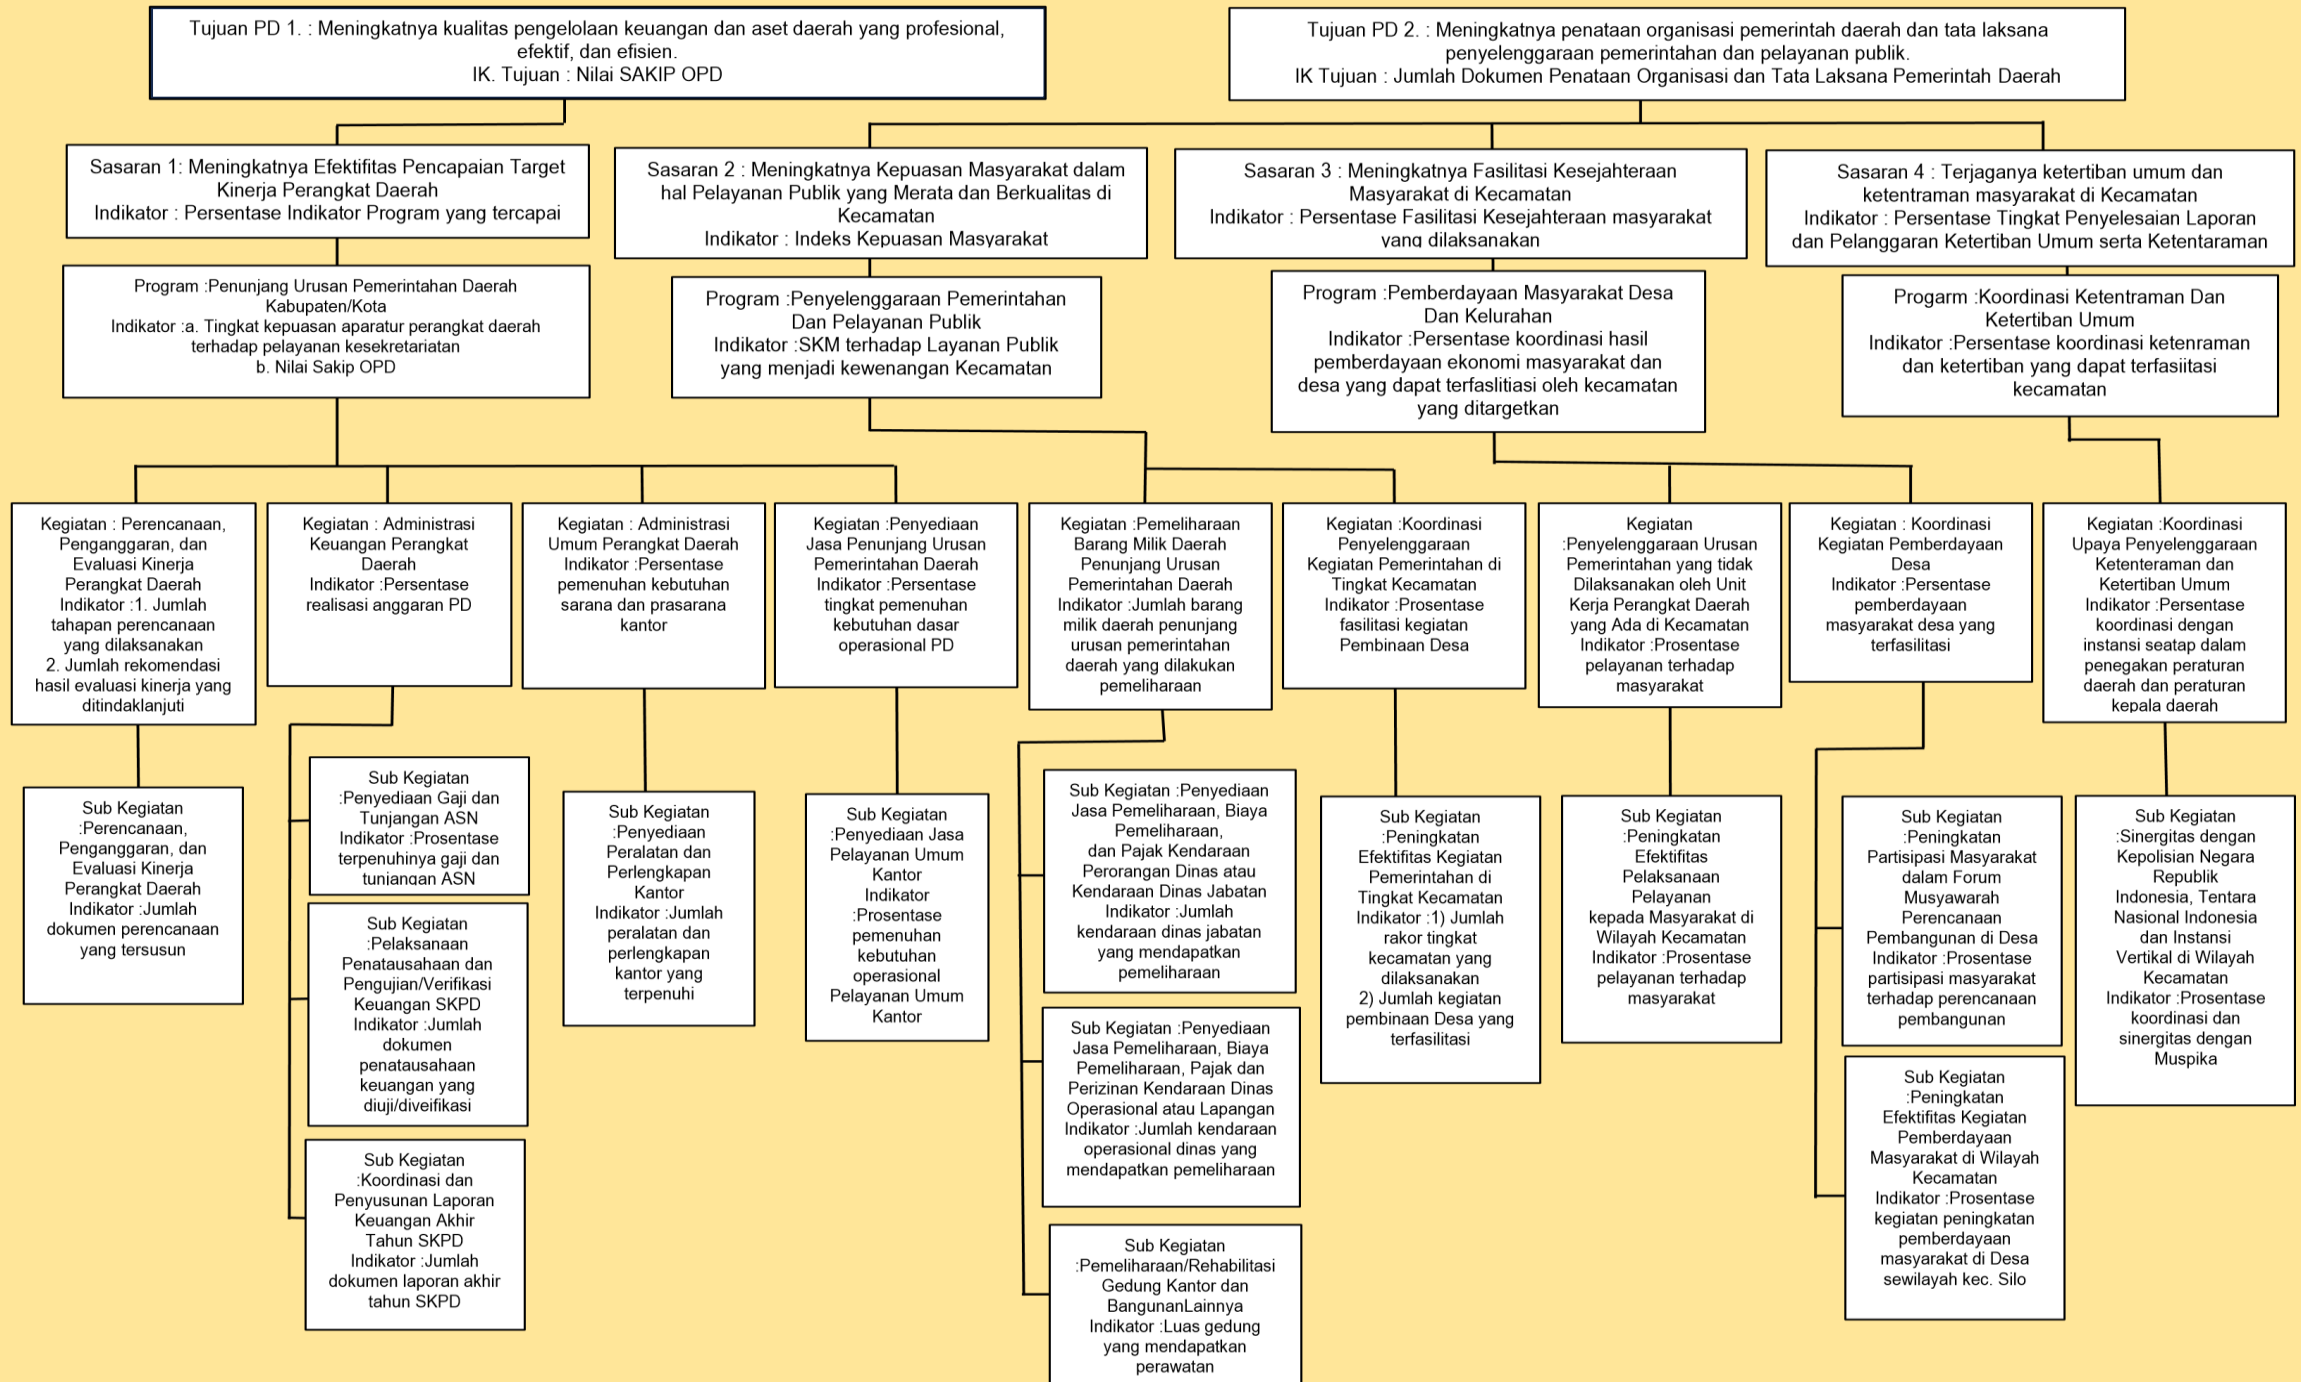 Tujuan PD 1. : Meningkatnya kualitas pengelolaan keuangan dan aset daerah yang profesional,
efektif, dan efisien.
IK. Tujuan : Nilai SAKIP OPD
Tujuan PD 2. : Meningkatnya penataan organisasi pemerintah daerah dan tata laksana
penyelenggaraan pemerintahan dan pelayanan publik.
IK Tujuan : Jumlah Dokumen Penataan Organisasi dan Tata Laksana Pemerintah Daerah
Sasaran 1: Meningkatnya Efektifitas Pencapaian Target
Kinerja Perangkat Daerah
Indikator : Persentase Indikator Program yang tercapai
Sasaran 2 : Meningkatnya Kepuasan Masyarakat dalam
hal Pelayanan Publik yang Merata dan Berkualitas di
Kecamatan
Indikator : Indeks Kepuasan Masyarakat
Sasaran 3 : Meningkatnya Fasilitasi Kesejahteraan
Masyarakat di Kecamatan
Indikator : Persentase Fasilitasi Kesejahteraan masyarakat
yang dilaksanakan
Sasaran 4 : Terjaganya ketertiban umum dan
ketentraman masyarakat di Kecamatan
Indikator : Persentase Tingkat Penyelesaian Laporan
dan Pelanggaran Ketertiban Umum serta Ketentaraman
Program :Penunjang Urusan Pemerintahan Daerah
Kabupaten/Kota
Indikator :a. Tingkat kepuasan aparatur perangkat daerah
terhadap pelayanan kesekretariatan
b. Nilai Sakip OPD
Program :Penyelenggaraan Pemerintahan
Dan Pelayanan Publik
Indikator :SKM terhadap Layanan Publik
yang menjadi kewenangan Kecamatan
Program :Pemberdayaan Masyarakat Desa
Dan Kelurahan
Indikator :Persentase koordinasi hasil
pemberdayaan ekonomi masyarakat dan
desa yang dapat terfaslitiasi oleh kecamatan
yang ditargetkan
Progarm :Koordinasi Ketentraman Dan
Ketertiban Umum
Indikator :Persentase koordinasi ketenraman
dan ketertiban yang dapat terfasiitasi
kecamatan
Kegiatan : Perencanaan,
Penganggaran, dan
Evaluasi Kinerja
Perangkat Daerah
Indikator :1. Jumlah
tahapan perencanaan
yang dilaksanakan
2. Jumlah rekomendasi
hasil evaluasi kinerja yang
ditindaklanjuti
Kegiatan : Administrasi
Keuangan Perangkat
Daerah
Indikator :Persentase
realisasi anggaran PD
Kegiatan : Administrasi
Umum Perangkat Daerah
Indikator :Persentase
pemenuhan kebutuhan
sarana dan prasarana
kantor
Kegiatan :Penyediaan
Jasa Penunjang Urusan
Pemerintahan Daerah
Indikator :Persentase
tingkat pemenuhan
kebutuhan dasar
operasional PD
Kegiatan :Pemeliharaan
Barang Milik Daerah
Penunjang Urusan
Pemerintahan Daerah
Indikator :Jumlah barang
milik daerah penunjang
urusan pemerintahan
daerah yang dilakukan
pemeliharaan
Kegiatan :Koordinasi
Penyelenggaraan
Kegiatan Pemerintahan di
Tingkat Kecamatan
Indikator :Prosentase
fasilitasi kegiatan
Pembinaan Desa
Kegiatan
:Penyelenggaraan Urusan
Pemerintahan yang tidak
Dilaksanakan oleh Unit
Kerja Perangkat Daerah
yang Ada di Kecamatan
Indikator :Prosentase
pelayanan terhadap
masyarakat
Kegiatan : Koordinasi
Kegiatan Pemberdayaan
Desa
Indikator :Persentase
pemberdayaan
masyarakat desa yang
terfasilitasi
Kegiatan :Koordinasi
Upaya Penyelenggaraan
Ketenteraman dan
Ketertiban Umum
Indikator :Persentase
koordinasi dengan
instansi seatap dalam
penegakan peraturan
daerah dan peraturan
kepala daerah
Sub Kegiatan
:Perencanaan,
Penganggaran, dan
Evaluasi Kinerja
Perangkat Daerah
Indikator :Jumlah
dokumen perencanaan
yang tersusun
Sub Kegiatan
:Penyediaan Gaji dan
Tunjangan ASN
Indikator :Prosentase
terpenuhinya gaji dan
tunjangan ASN
Sub Kegiatan
:Pelaksanaan
Penatausahaan dan
Pengujian/Verifikasi
Keuangan SKPD
Indikator :Jumlah
dokumen
penatausahaan
keuangan yang
diuji/diveifikasi
Sub Kegiatan
:Koordinasi dan
Penyusunan Laporan
Keuangan Akhir
Tahun SKPD
Indikator :Jumlah
dokumen laporan akhir
tahun SKPD
Sub Kegiatan
:Penyediaan
Peralatan dan
Perlengkapan
Kantor
Indikator :Jumlah
peralatan dan
perlengkapan
kantor yang
terpenuhi
Sub Kegiatan
:Penyediaan Jasa
Pelayanan Umum
Kantor
Indikator
:Prosentase
pemenuhan
kebutuhan
operasional
Pelayanan Umum
Kantor
Sub Kegiatan :Penyediaan
Jasa Pemeliharaan, Biaya
Pemeliharaan,
dan Pajak Kendaraan
Perorangan Dinas atau
Kendaraan Dinas Jabatan
Indikator :Jumlah
kendaraan dinas jabatan
yang mendapatkan
pemeliharaan
Sub Kegiatan :Penyediaan
Jasa Pemeliharaan, Biaya
Pemeliharaan, Pajak dan
Perizinan Kendaraan Dinas
Operasional atau Lapangan
Indikator :Jumlah kendaraan
operasional dinas yang
mendapatkan pemeliharaan
Sub Kegiatan
:Pemeliharaan/Rehabilitasi
Gedung Kantor dan
BangunanLainnya
Indikator :Luas gedung
yang mendapatkan
perawatan
Sub Kegiatan
:Peningkatan
Efektifitas Kegiatan
Pemerintahan di
Tingkat Kecamatan
Indikator :1) Jumlah
rakor tingkat
kecamatan yang
dilaksanakan
2) Jumlah kegiatan
pembinaan Desa yang
terfasilitasi
Sub Kegiatan
:Peningkatan
Efektifitas
Pelaksanaan
Pelayanan
kepada Masyarakat di
Wilayah Kecamatan
Indikator :Prosentase
pelayanan terhadap
masyarakat
Sub Kegiatan
:Peningkatan
Partisipasi Masyarakat
dalam Forum
Musyawarah
Perencanaan
Pembangunan di Desa
Indikator :Prosentase
partisipasi masyarakat
terhadap perencanaan
pembangunan
Sub Kegiatan
:Peningkatan
Efektifitas Kegiatan
Pemberdayaan
Masyarakat di Wilayah
Kecamatan
Indikator :Prosentase
kegiatan peningkatan
pemberdayaan
masyarakat di Desa
sewilayah kec. Silo
Sub Kegiatan
:Sinergitas dengan
Kepolisian Negara
Republik
Indonesia, Tentara
Nasional Indonesia
dan Instansi
Vertikal di Wilayah
Kecamatan
Indikator :Prosentase
koordinasi dan
sinergitas dengan
Muspika